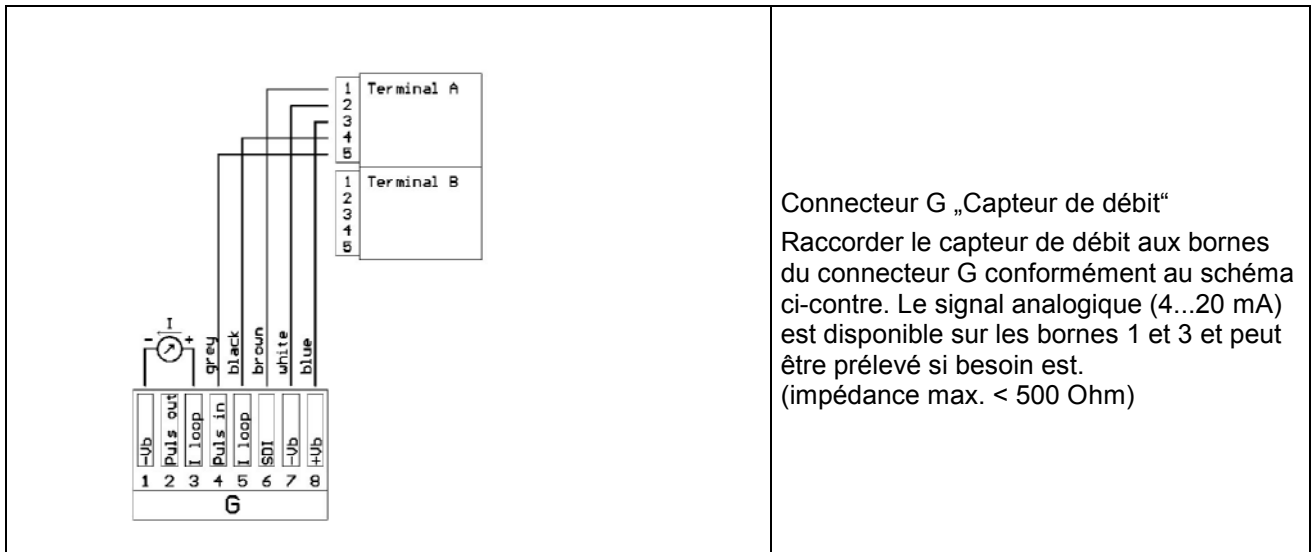 1 Terminal A
2
3
4
5
1 Terminal B
2
3
4
5
I
- +
grey
black
brown
white
blue
-Vb
Puls out
I loop
Puls in
I loop
SDI
-Vb
+Vb
1 2 3 4 5 6 7 8
G
Connecteur G „Capteur de débit“
Raccorder le capteur de débit aux bornes
du connecteur G conformément au schéma
ci-contre. Le signal analogique (4...20 mA)
est disponible sur les bornes 1 et 3 et peut
être prélevé si besoin est.
(impédance max. < 500 Ohm)